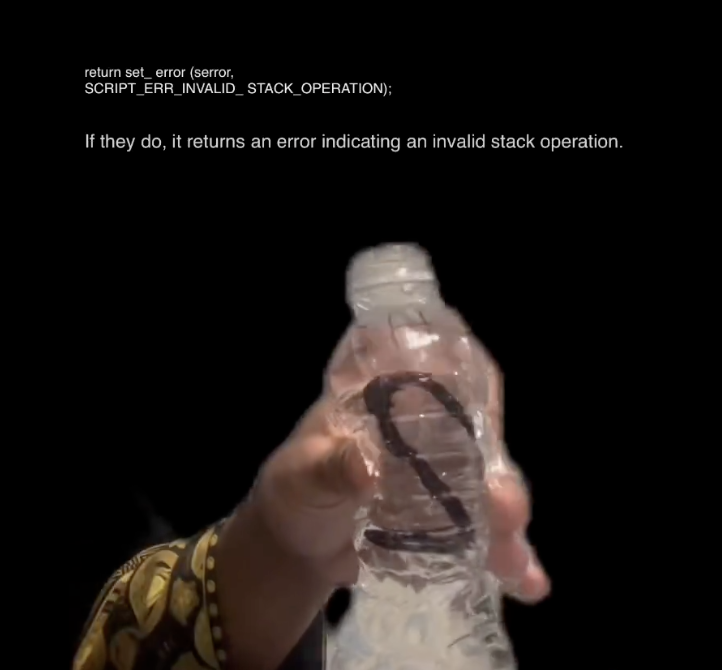 return set_ error (serror,
SCRIPT_ERR_INVALID_ STACK_OPERATION);
If they do, it returns an error indicating an invalid stack operation.